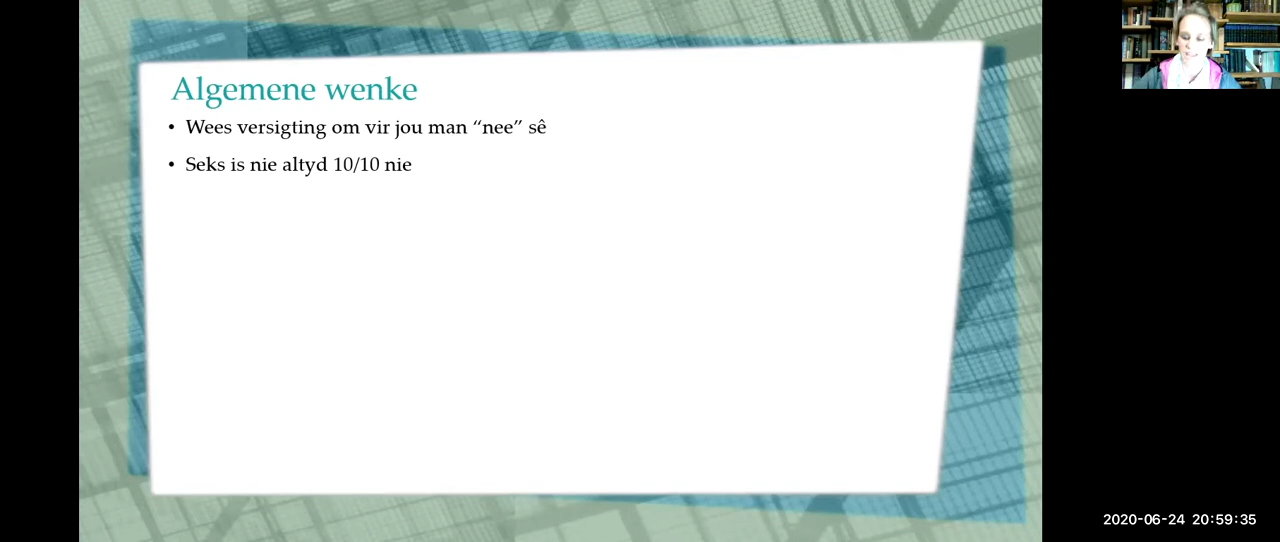 Algemene wenke
• Wees versigting om vir jou man “nee” sê
• Seks is nie altyd 10/10 nie
2020-06-24 20:59:35